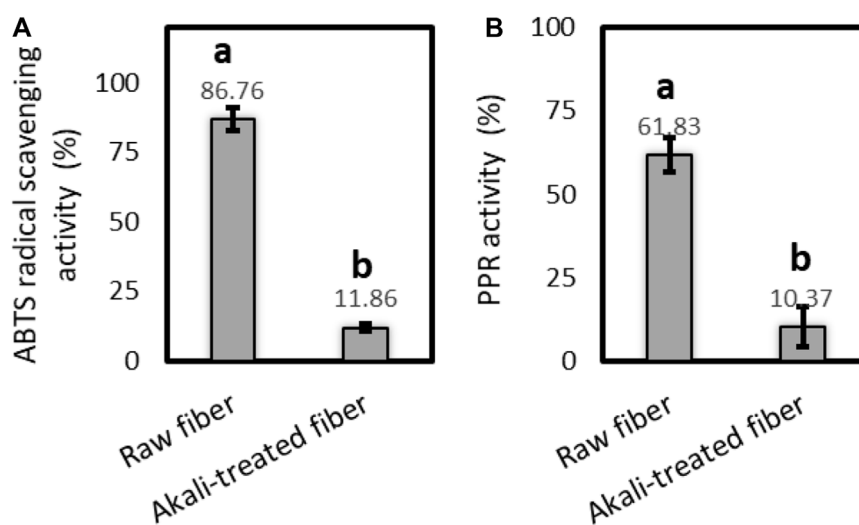 A
ABTS radical scavenging
activity (%)
100
75
50
25
0
a
86.76
b
11.86
Raw fiber
Akali-treated fiber
B
PPR activity (%)
100
75
50
25
0
a
61.83
b
10.37
Raw fiber
Akali-treated fiber